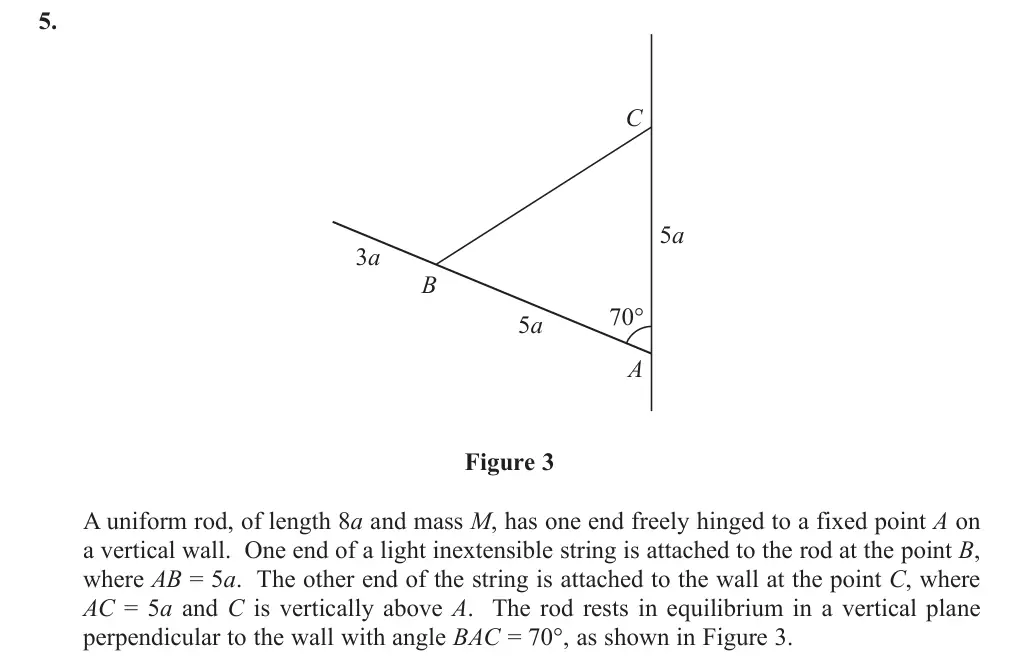 5.
C
5a
3a
B
70°
5a
A
Figure 3
A uniform rod, of length 8a and mass M, has one end freely hinged to a fixed point A on
a vertical wall. One end of a light inextensible string is attached to the rod at the point B,
where AB = 5a. The other end of the string is attached to the wall at the point C, where
AC = 5a and C is vertically above A. The rod rests in equilibrium in a vertical plane
perpendicular to the wall with angle BAC = 70°, as shown in Figure 3.